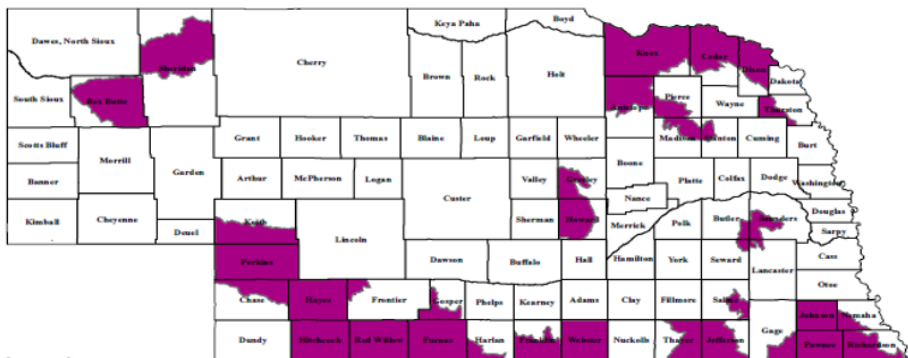 Keya Paha Boyd
Dawes, North Sioux Sheridan Cherry Knox Cedar Dixon
Brown Rock Holt Dakota
South Sioux Box Butte Antelope Pierce Wayne Thurston
Scotts Bluff Morrill Grant Hooker Thomas Blaine Loup Garfield Wheeler Madison Stanton Cuming Burt
Boone
Banner Garden Arthur McPherson Logan Custer Valley Greeley Platte Colfax Dodge Washington
Nance
Kimball Cheyenne Keith Lincoln Sherman Howard Merrick Polk Butler Saunders Douglas
Deuel Sarpy
Perkins Dawson Buffalo Hall Hamilton York Seward Lancaster Cass
Otoe
Chase Hayes Frontier Gosper Phelps Kearney Adams Clay Fillmore Saline Johnson Nemaha
Dundy Hitchcock Red Willow Furnas Harlan Franklin Webster Nuckolls Thayer Jefferson Gage Pawnee Richardson